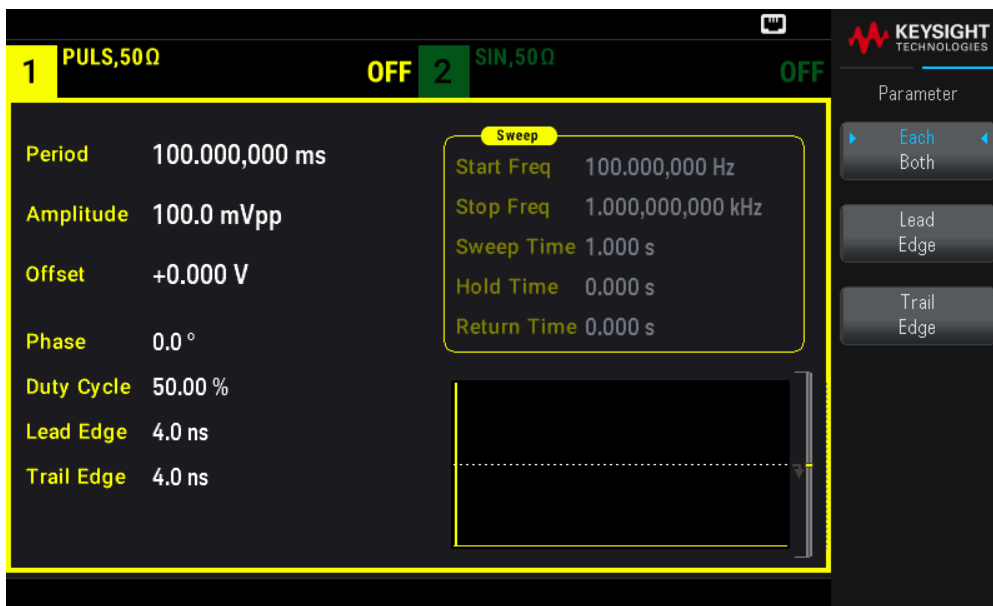 KEYSIGHT
TECHNOLOGIES
1 PULS,50Ω OFF 2 SIN,50Ω OFF
Parameter
Each
Both
Lead
Edge
Trail
Edge
Period 100.000,000 ms
Amplitude 100.0 mVpp
Offset +0.000 V
Phase 0.0 °
Duty Cycle 50.00 %
Lead Edge 4.0 ns
Trail Edge 4.0 ns
Sweep
Start Freq 100.000,000 Hz
Stop Freq 1.000,000,000 kHz
Sweep Time 1.000 s
Hold Time 0.000 s
Return Time 0.000 s